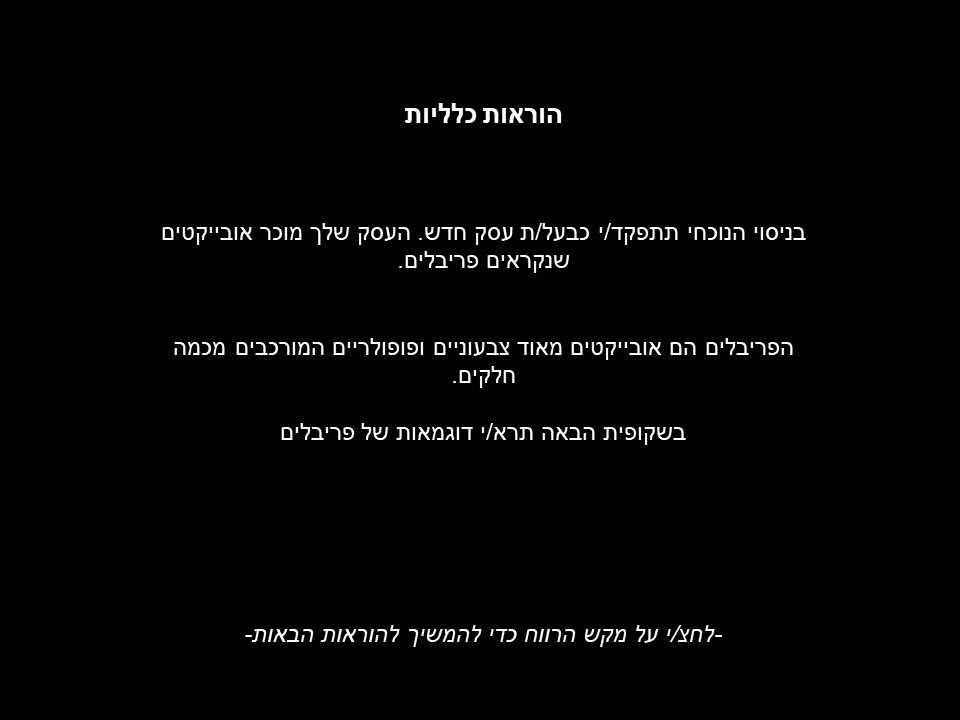 הוראות כלליות
בניסוי הנוכחי תתפקד/י כבעל/ת עסק חדש. העסק שלך מוכר אובייקטים
שנקראים פריבלים.
הפריבלים הם אובייקטים מאוד צבעוניים ופופולריים המורכבים מכמה
חלקים.
בשקופית הבאה תרא/י דוגמאות של פריבלים
-לחצ/י על מקש הרווח כדי להמשיך להוראות הבאות-